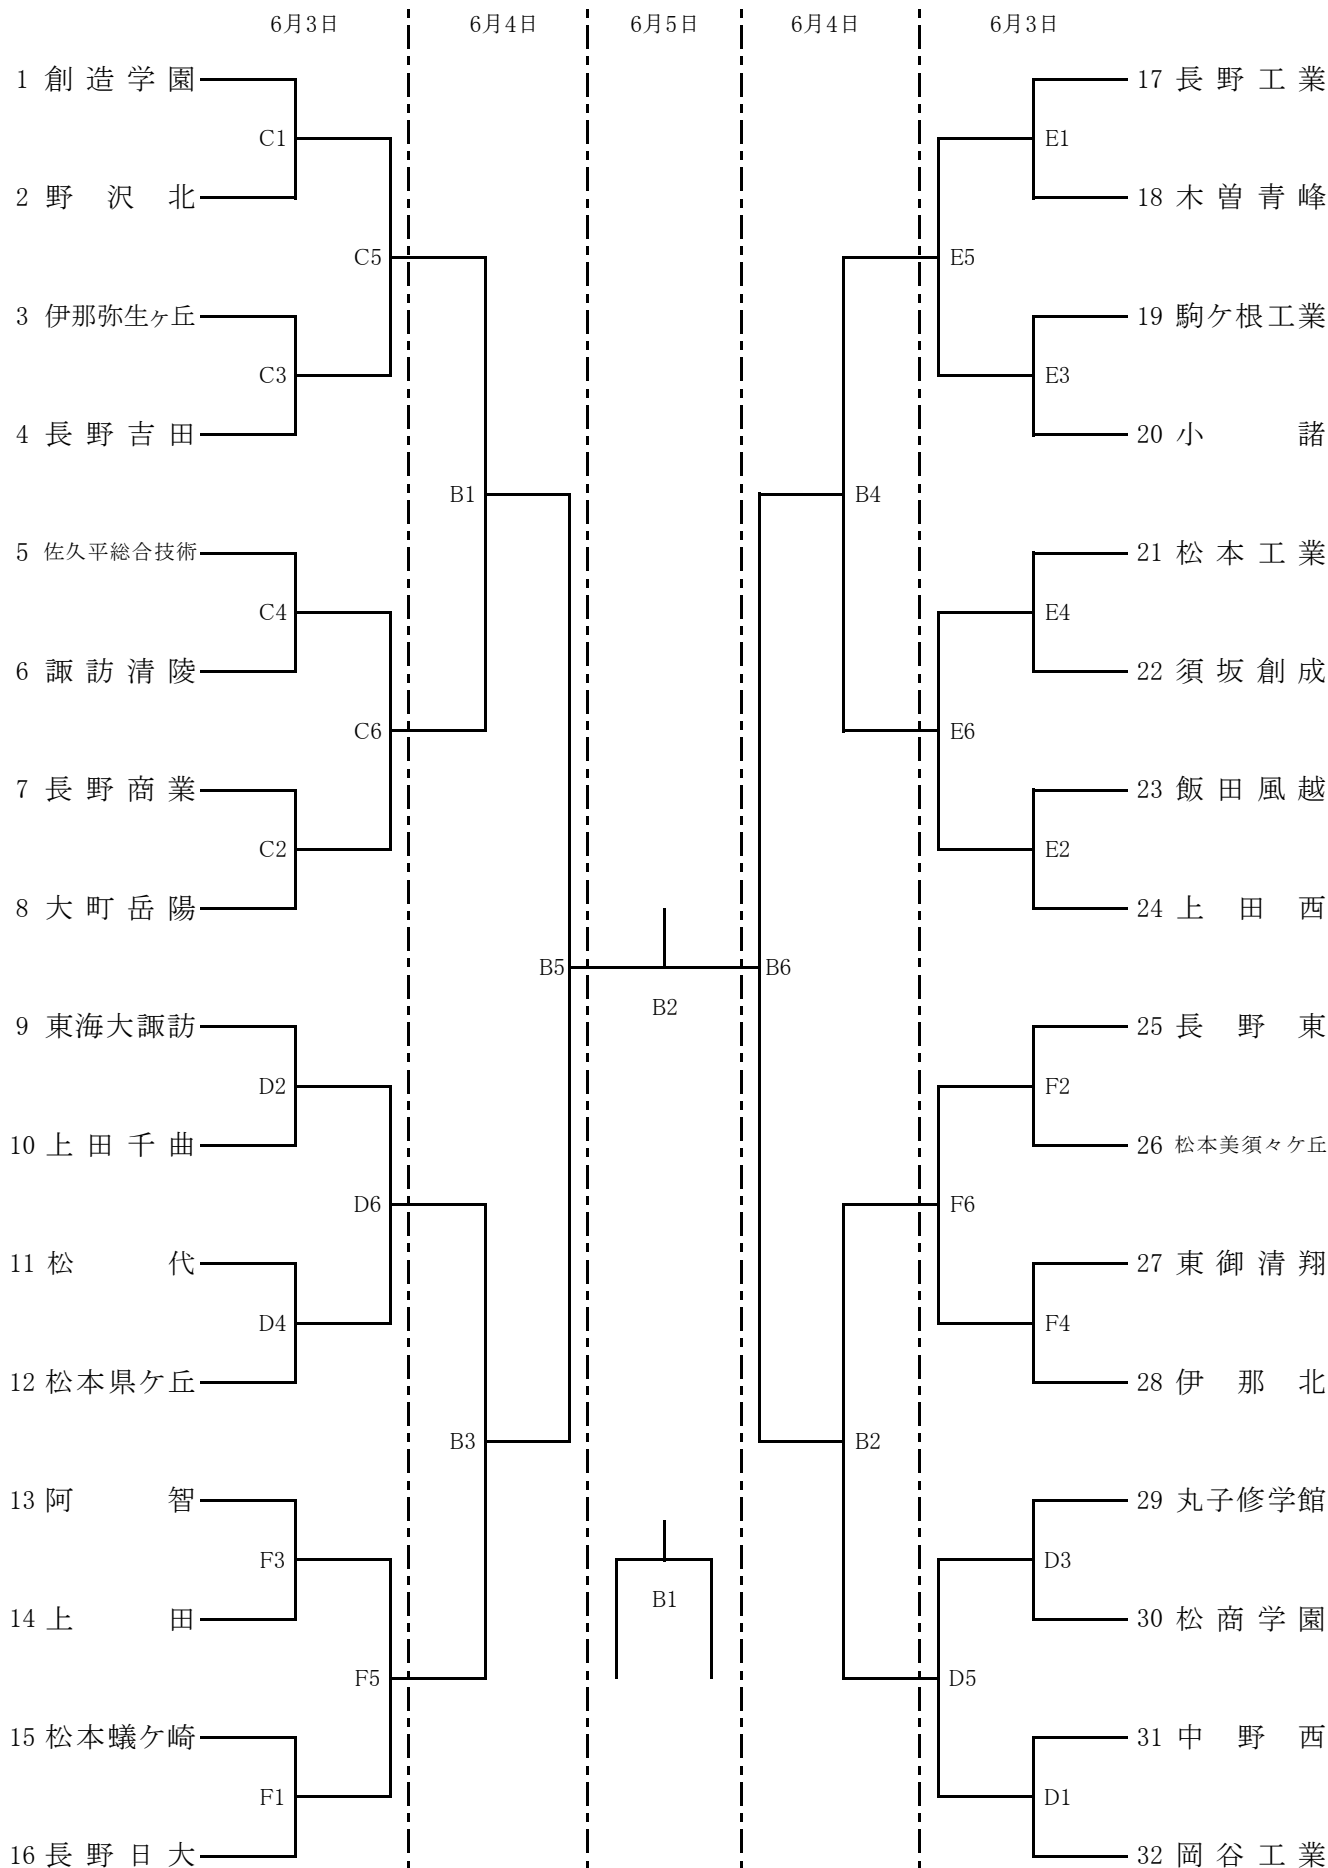 6月3日 6月4日 6月5日 6月4日 6月3日
1 創造学園 17 長野工業
C1 E1
2 野沢北 18 木曽青峰
C5 E5
3 伊那弥生ヶ丘 19 駒ケ根工業
C3 E3
4 長野吉田 20 小諸
B1 B4
5 佐久平総合技術 21 松本工業
C4 E4
6 諏訪清陵 22 須坂創成
C6 E6
7 長野商業 23 飯田風越
C2 E2
8 大町岳陽 24 上田西
B5 B6
B2
9 東海大諏訪 25 長野東
D2 F2
10 上田千曲 26 松本美須々ケ丘
D6 F6
11 松代 27 東御清翔
D4 F4
12 松本県ケ丘 28 伊那北
B3 B2
13 阿智 29 丸子修学館
F3 D3
B1
14 上田 30 松商学園
F5 D5
15 松本蟻ケ崎 31 中野西
F1 D1
16 長野日大 32 岡谷工業